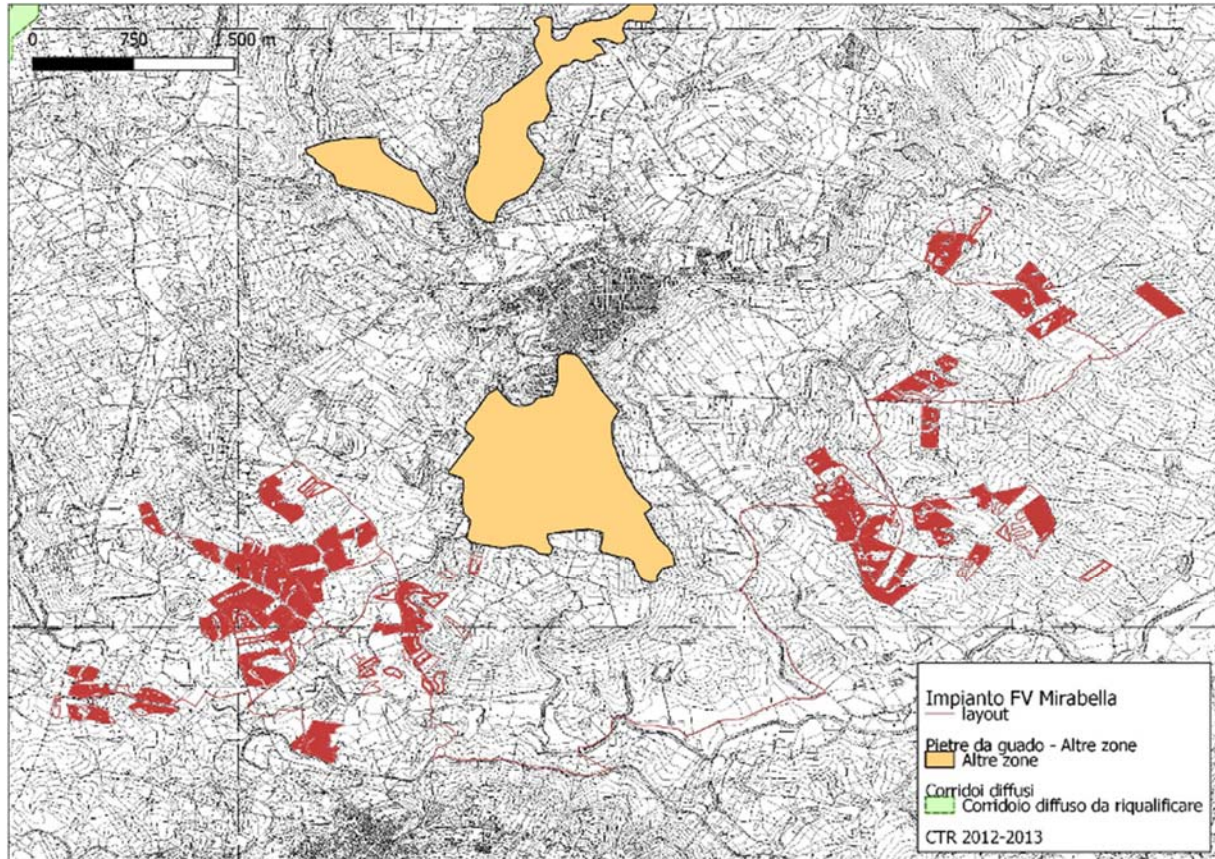 0 750 1.500 m
Impianto FV Mirabella
layout
Pietre da guado - Altre zone
Altre zone
Corridoi diffusi
Corridoio diffuso da riqualificare
CTR 2012-2013